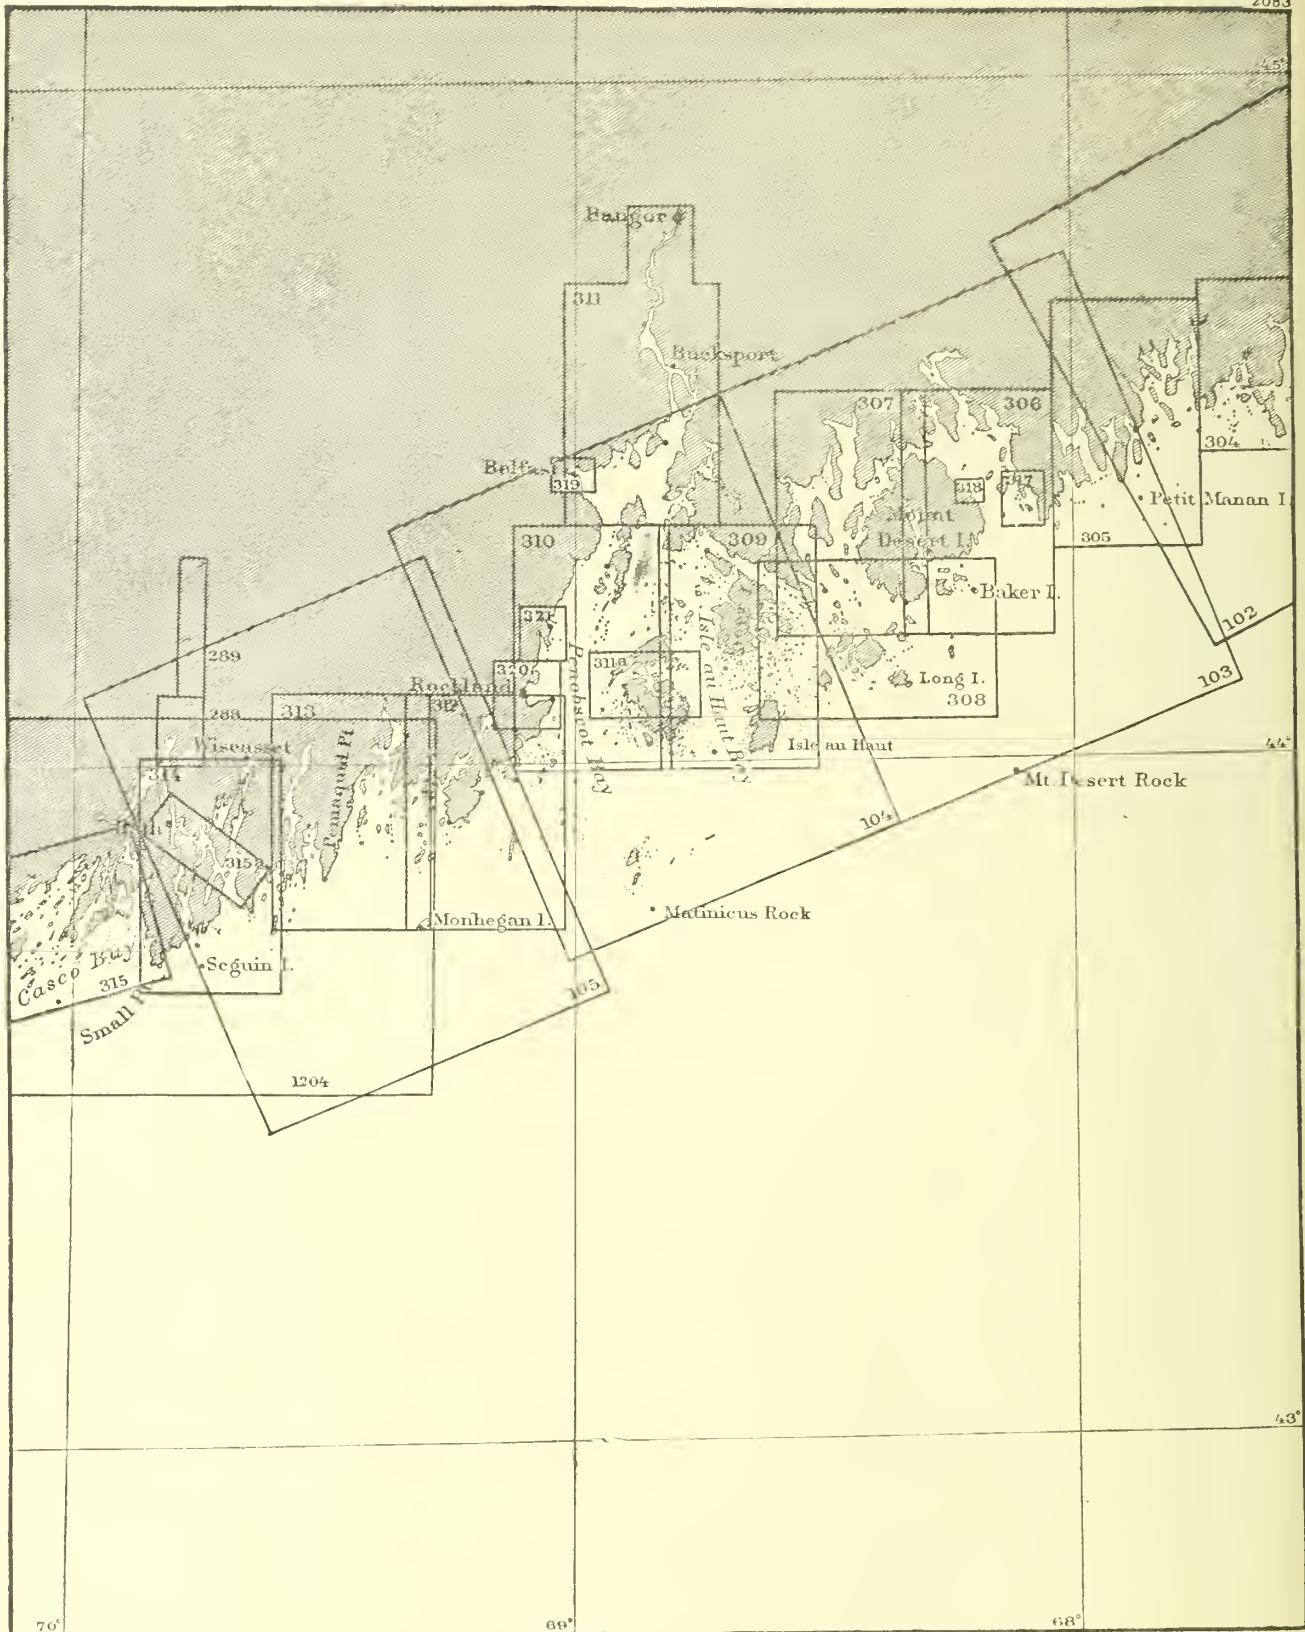 2083
45°
Bangor
311
Bucksport
307
306
304
Belfast
319
318
317
Petit Manan I.
Mount
Desert I.
310
309
305
Baker I.
321
102
289
311a
320
Rockland
Isle au Haut Bay
Penobscot Bay
Long I.
103
308
312
288
313
Wiscasset
Pemaquid Pt.
Isle au Haut
44°
314
Mt. Desert Rock
104
315a
Matinicus Rock
Monhegan I.
Casco Bay
315
Seguin I.
Small Pt.
105
1204
43°
70°
69°
68°